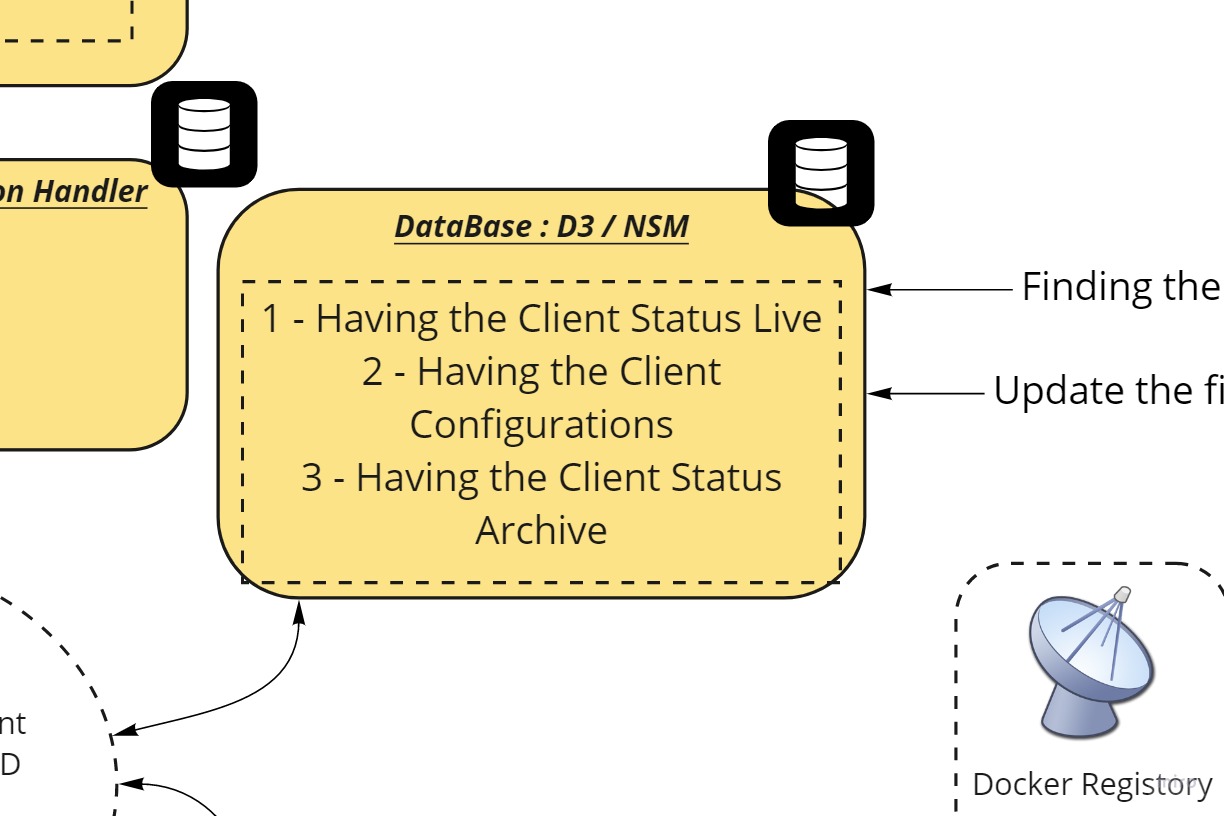 on Handler
DataBase : D3 / NSM
1 - Having the Client Status Live
2 - Having the Client
Configurations
3 - Having the Client Status
Archive
Finding the
Update the fi
nt
D
Docker Registory
miro